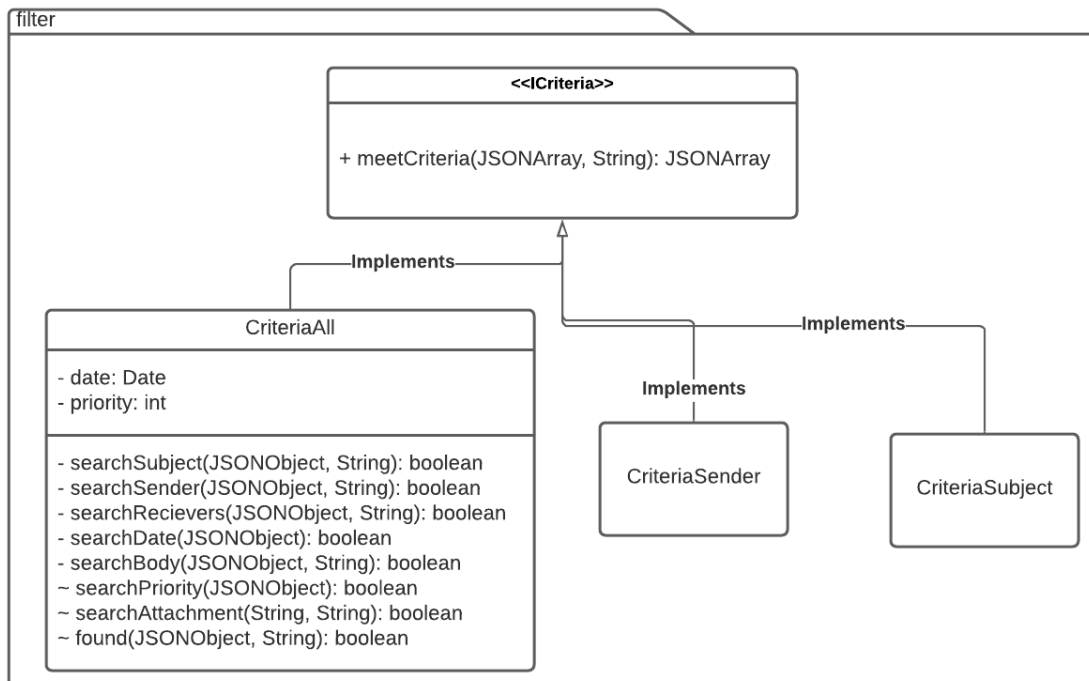 filter
<<ICriteria>>
+ meetCriteria(JSONArray, String): JSONArray
Implements
CriteriaAll
- date: Date
- priority: int
- searchSubject(JSONObject, String): boolean
- searchSender(JSONObject, String): boolean
- searchRecievers(JSONObject, String): boolean
- searchDate(JSONObject): boolean
- searchBody(JSONObject, String): boolean
~ searchPriority(JSONObject): boolean
~ searchAttachment(String, String): boolean
~ found(JSONObject, String): boolean
Implements
CriteriaSender
Implements
CriteriaSubject